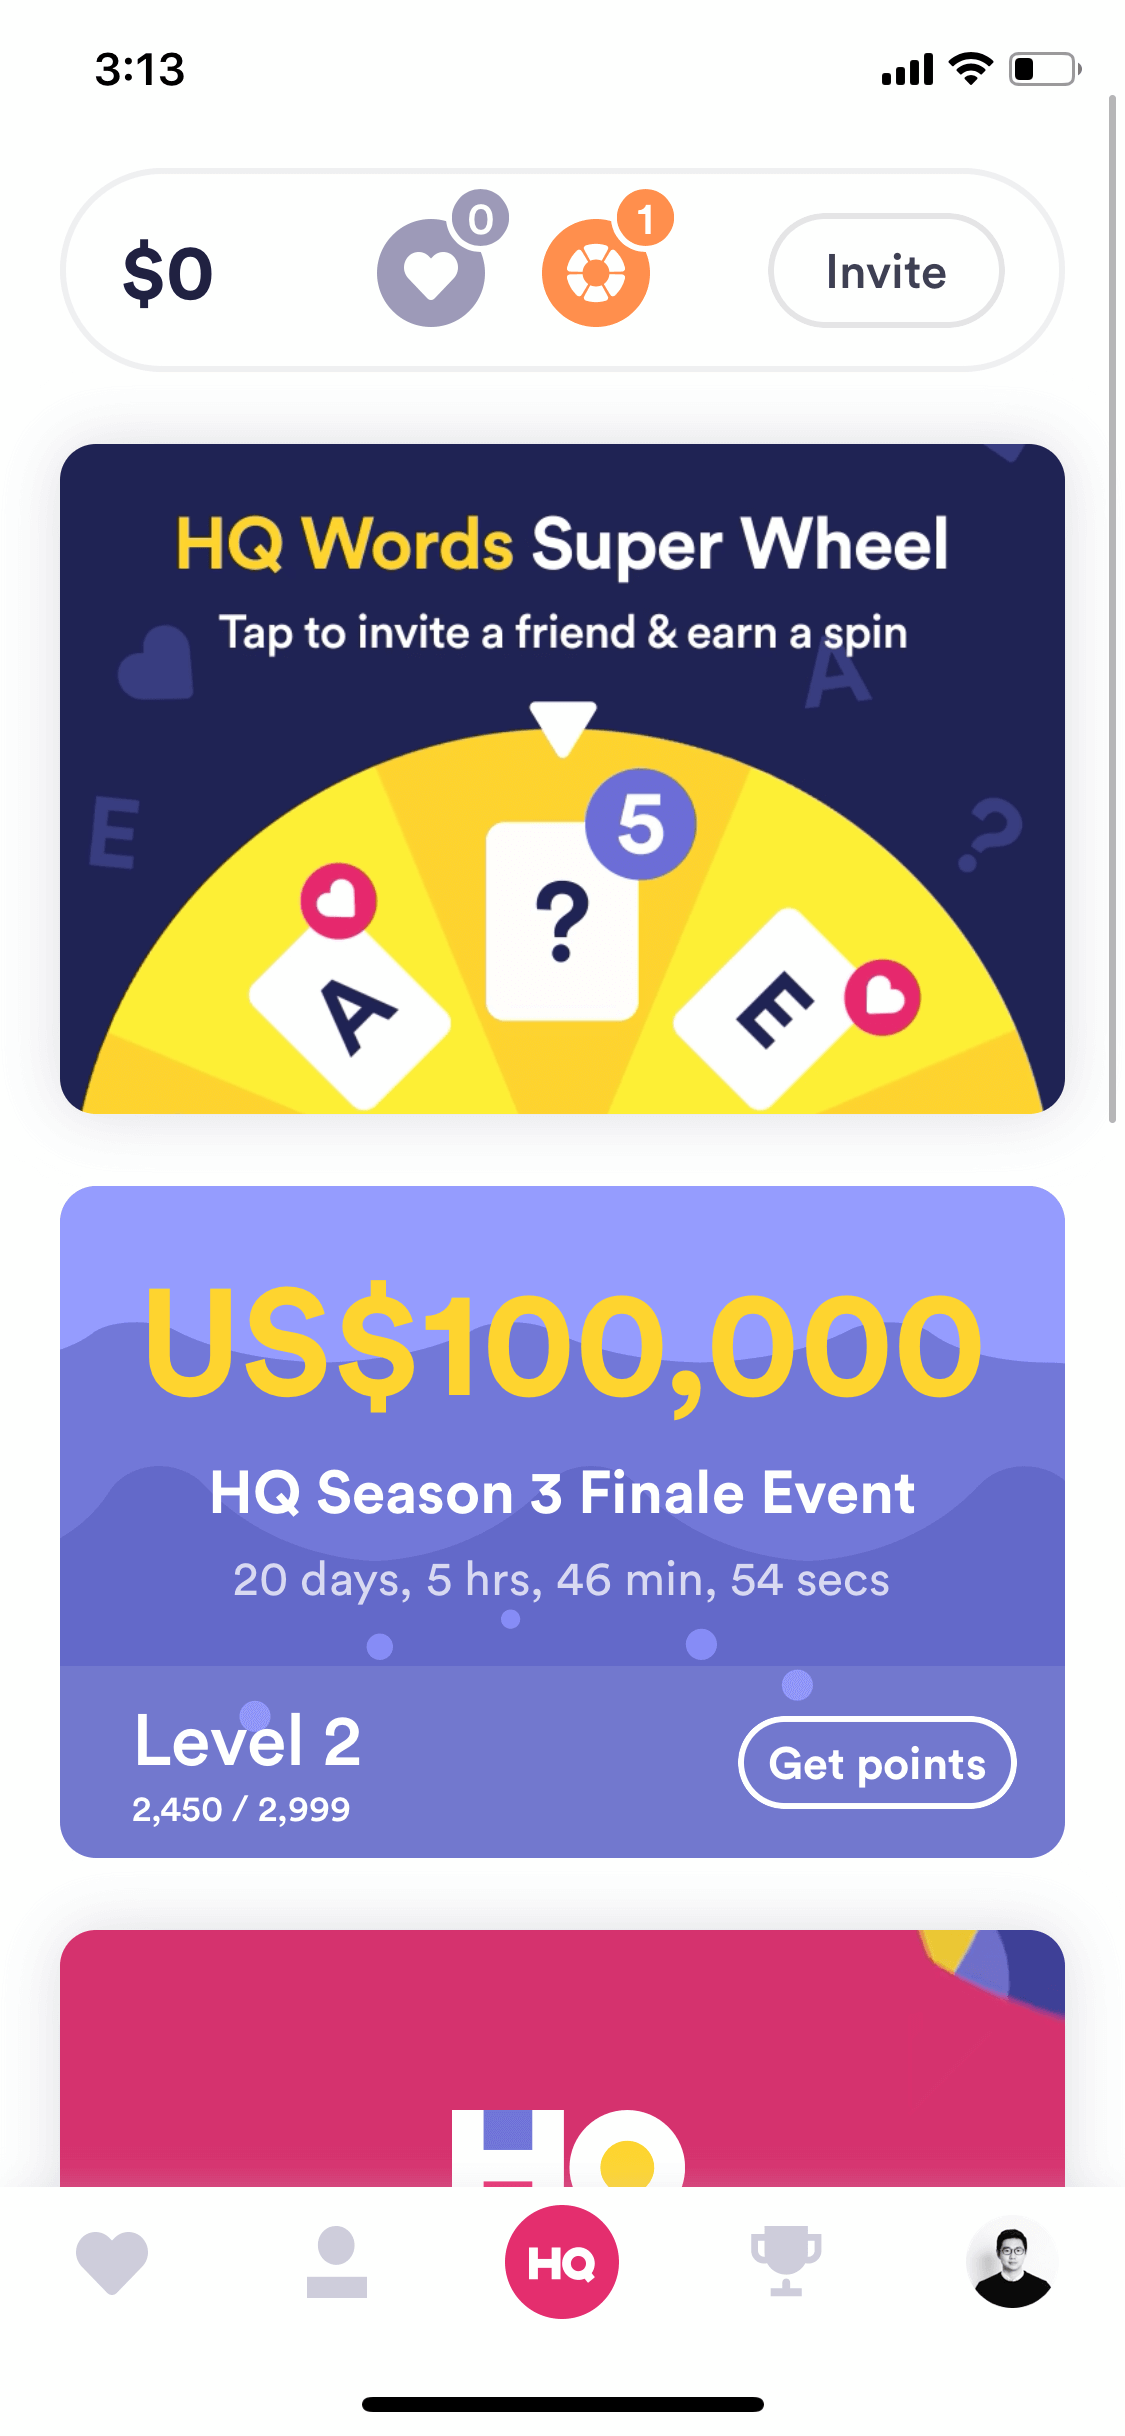 3:13
$0
0
1
Invite
HQ Words Super Wheel
Tap to invite a friend & earn a spin
A
E
?
5
?
A
E
US$100,000
HQ Season 3 Finale Event
20 days, 5 hrs, 46 min, 54 secs
Level 2
2,450 / 2,999
Get points
HQ
HQ